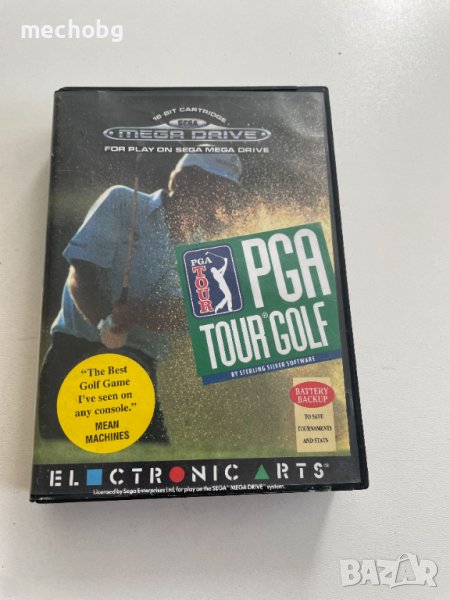 mechobg
16 BIT CARTRIDGE
SEGA
MEGA DRIVE
FOR PLAY ON SEGA MEGA DRIVE
PGA
TOUR
PGA
TOUR® GOLF
BY STERLING SILVER SOFTWARE
"The Best
Golf Game
I've seen on
any console."
MEAN
MACHINES
BATTERY
BACKUP
TO SAVE
TOURNAMENTS
AND STATS
ELECTRONIC ARTS®
Licensed by Sega Enterprises Ltd. for play on the SEGA™ MEGA DRIVE™ system.
BAZAR